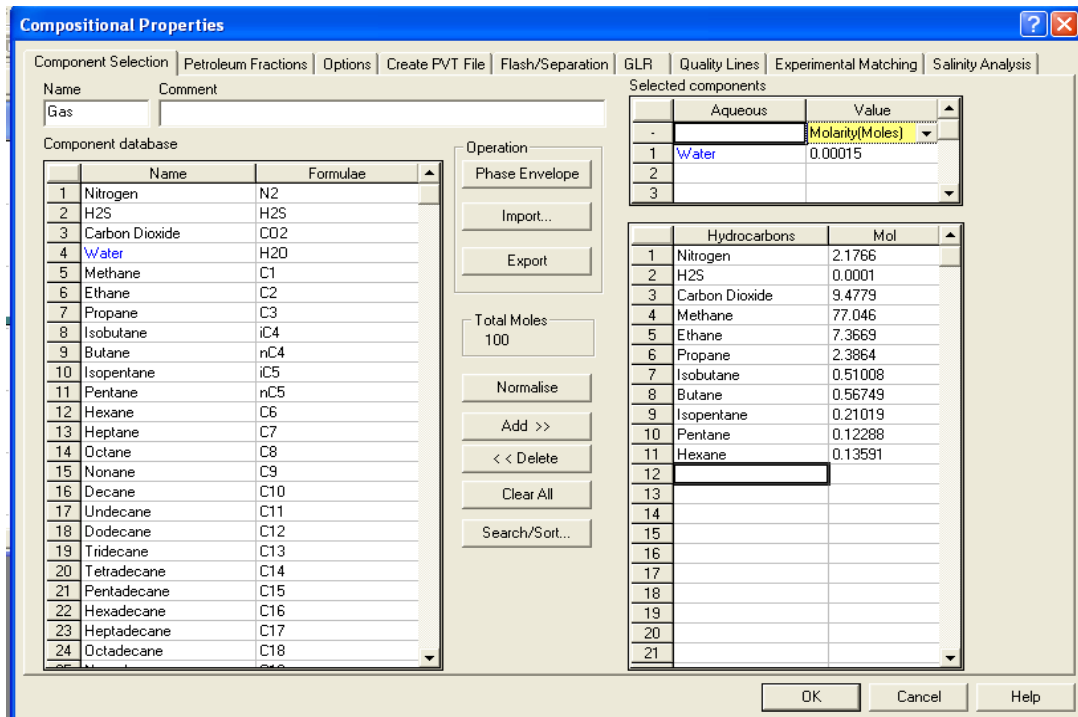 Compositional Properties
Component Selection Petroleum Fractions Options Create PVT File Flash/Separation GLR Quality Lines Experimental Matching Salinity Analysis
Name Comment
Gas
Component database
Name Formulae
1 Nitrogen N2
2 H2S H2S
3 Carbon Dioxide CO2
4 Water H2O
5 Methane C1
6 Ethane C2
7 Propane C3
8 Isobutane iC4
9 Butane nC4
10 Isopentane iC5
11 Pentane nC5
12 Hexane C6
13 Heptane C7
14 Octane C8
15 Nonane C9
16 Decane C10
17 Undecane C11
18 Dodecane C12
19 Tridecane C13
20 Tetradecane C14
21 Pentadecane C15
22 Hexadecane C16
23 Heptadecane C17
24 Octadecane C18
Operation
Phase Envelope
Import...
Export
Total Moles
100
Normalise
Add >>
<< Delete
Clear All
Search/Sort...
Selected components
Aqueous Value
- Molarity(Moles)
1 Water 0.00015
2
3
Hydrocarbons Mol
1 Nitrogen 2.1766
2 H2S 0.0001
3 Carbon Dioxide 9.4779
4 Methane 77.046
5 Ethane 7.3669
6 Propane 2.3864
7 Isobutane 0.51008
8 Butane 0.56749
9 Isopentane 0.21019
10 Pentane 0.12288
11 Hexane 0.13591
12
13
14
15
16
17
18
19
20
21
OK Cancel Help